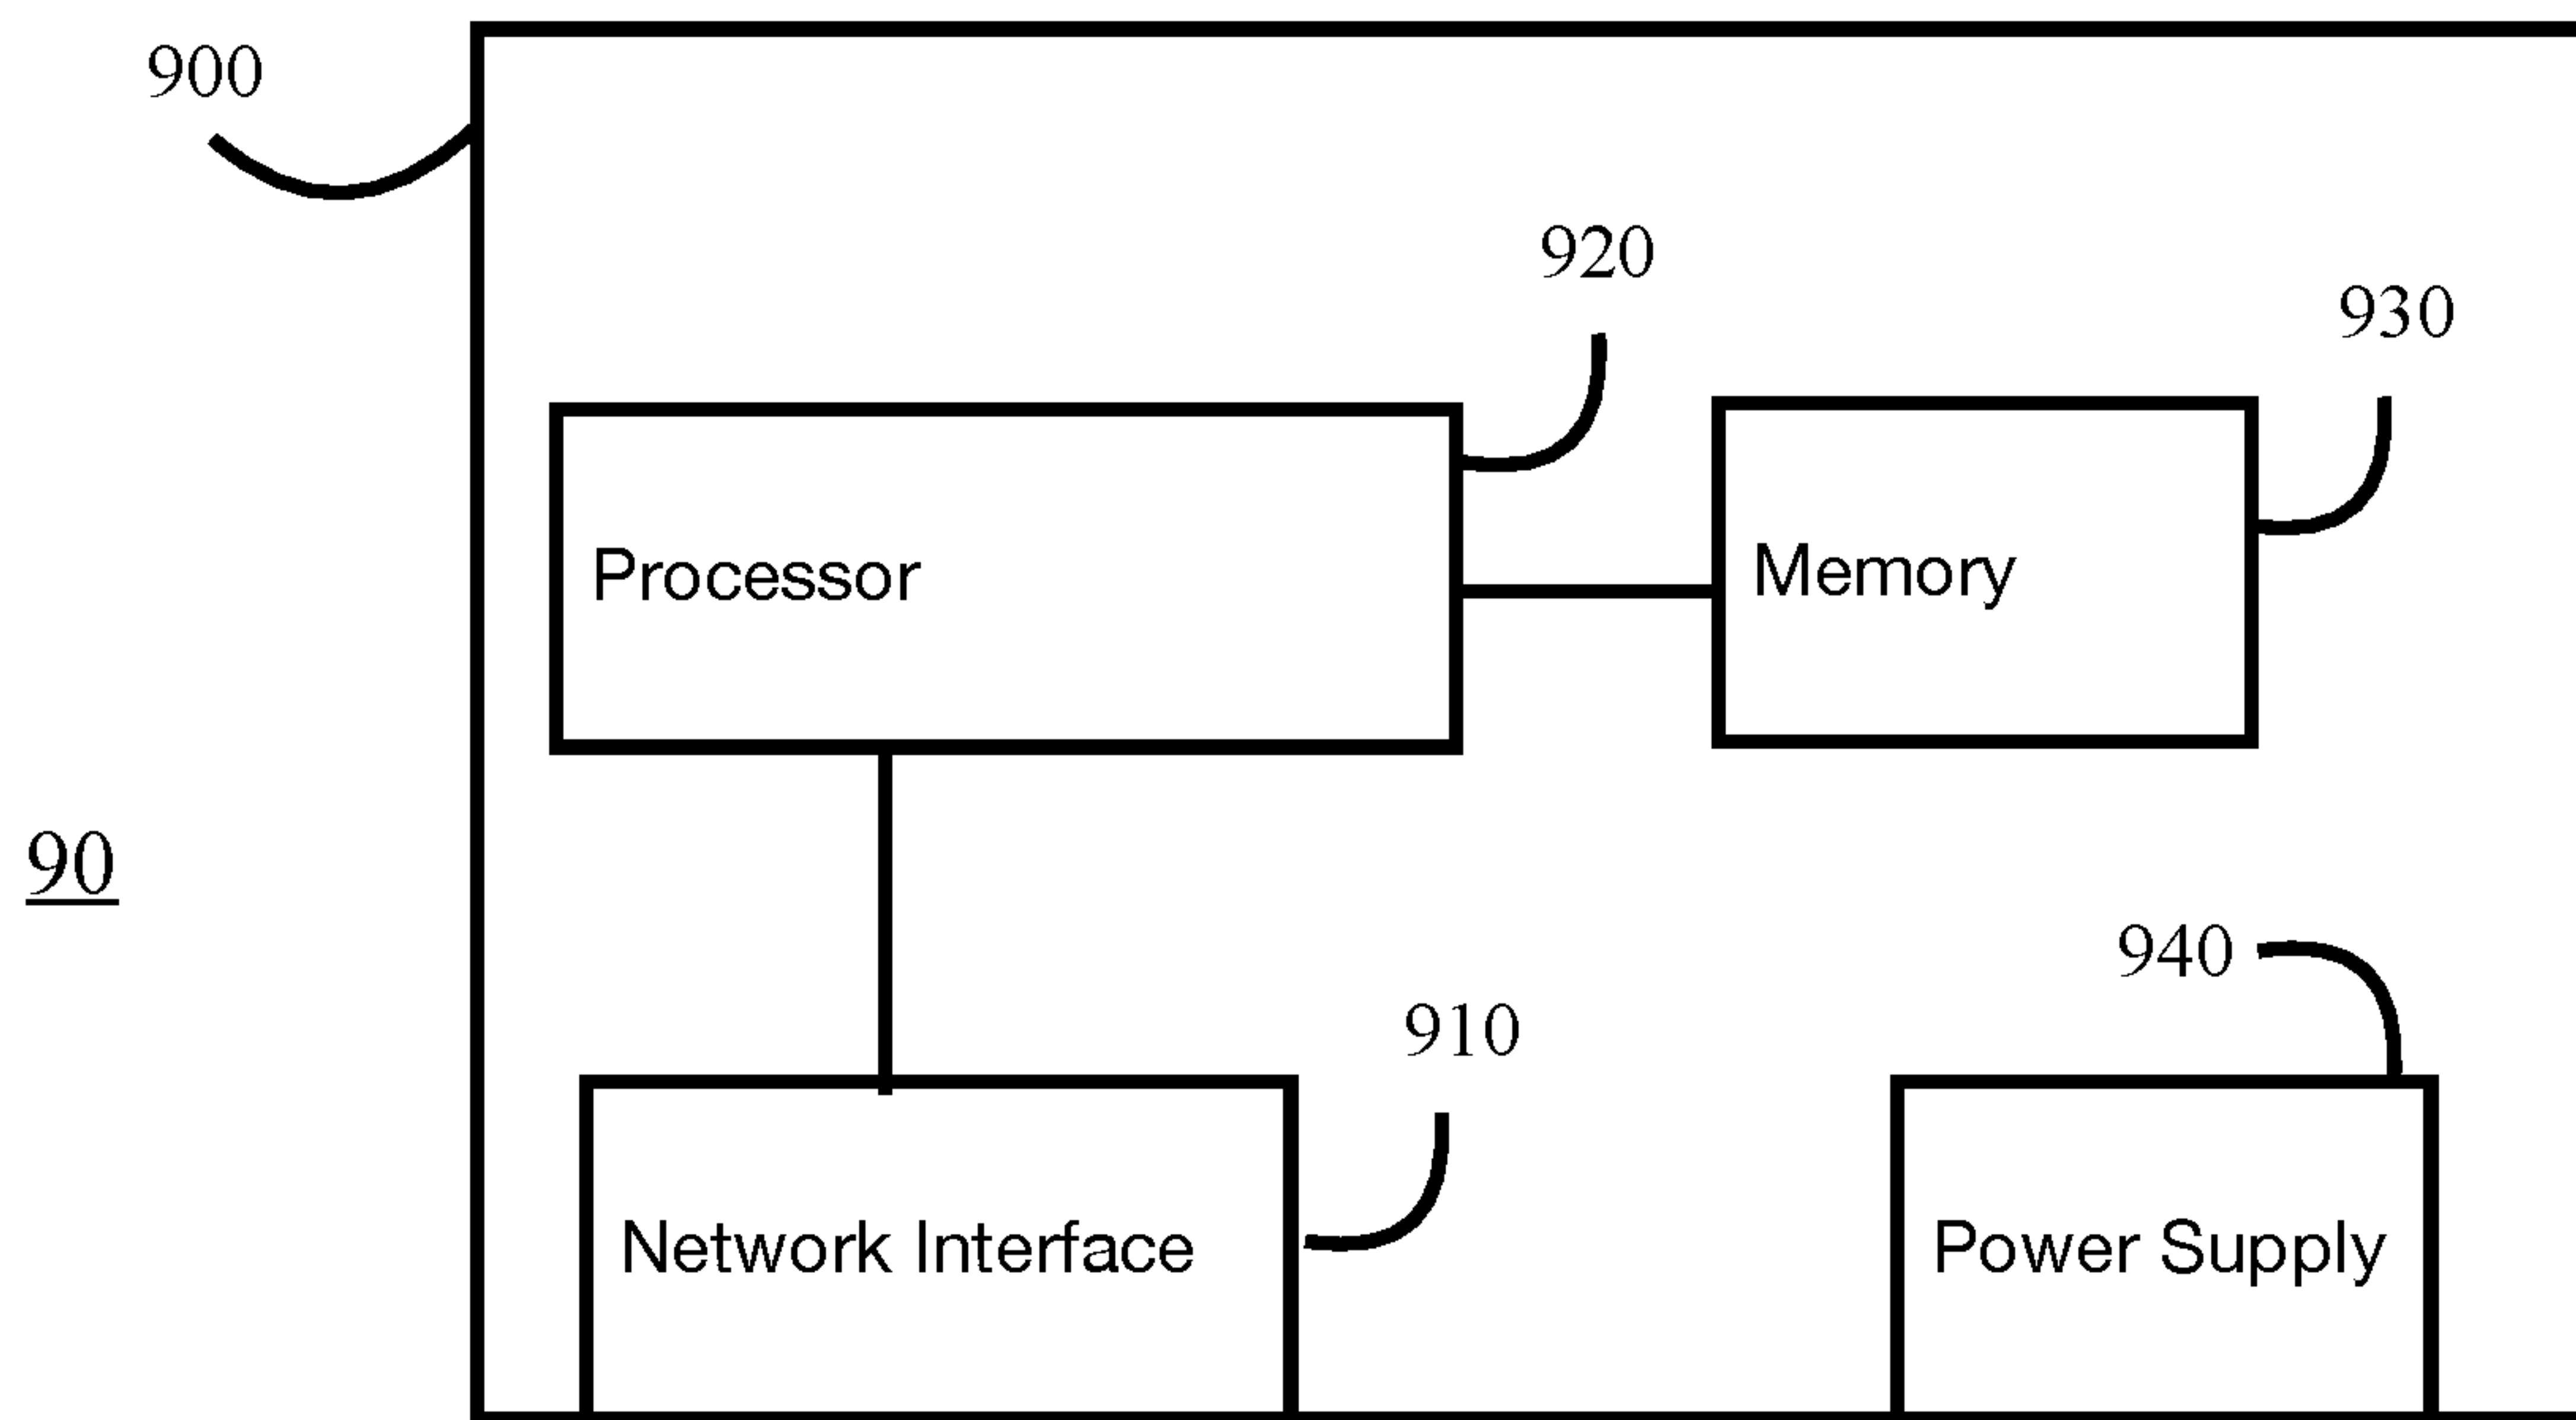 900
920
930
Processor
Memory
90
940
910
Network Interface
Power Supply